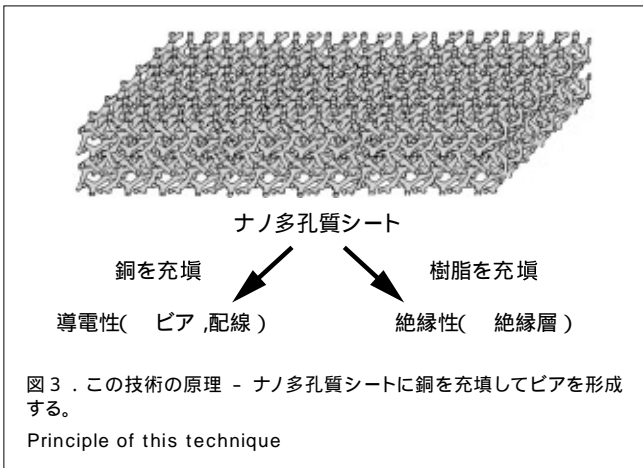 ナノ多孔質シート
銅を充填 樹脂を充填
導電性( ビア ,配線 ) 絶縁性( 絶縁層 )
図3 . この技術の原理 - ナノ多孔質シートに銅を充填してビアを形成
する。
Principle of this technique